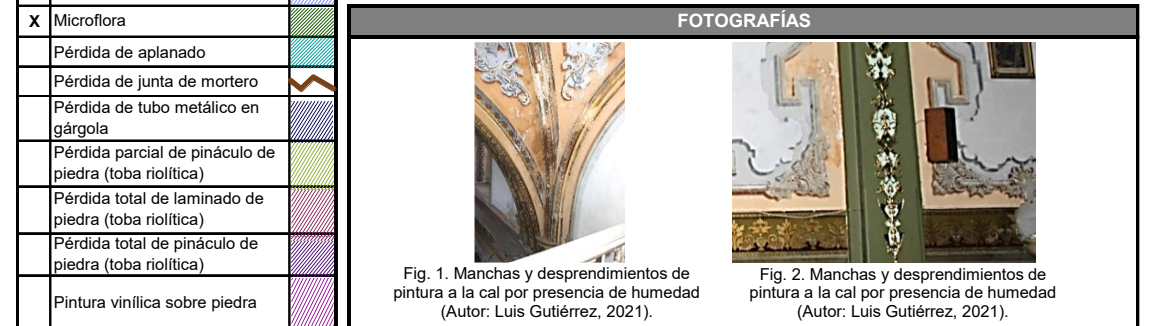 X Microflora
Pérdida de aplanado
Pérdida de junta de mortero
Pérdida de tubo metálico en
gárgola
Pérdida parcial de pináculo de
piedra (toba riolítica)
Pérdida total de laminado de
piedra (toba riolítica)
Pérdida total de pináculo de
piedra (toba riolítica)
Pintura vinílica sobre piedra
FOTOGRAFÍAS
Fig. 1. Manchas y desprendimientos de
pintura a la cal por presencia de humedad
(Autor: Luis Gutiérrez, 2021).
Fig. 2. Manchas y desprendimientos de
pintura a la cal por presencia de humedad
(Autor: Luis Gutiérrez, 2021).